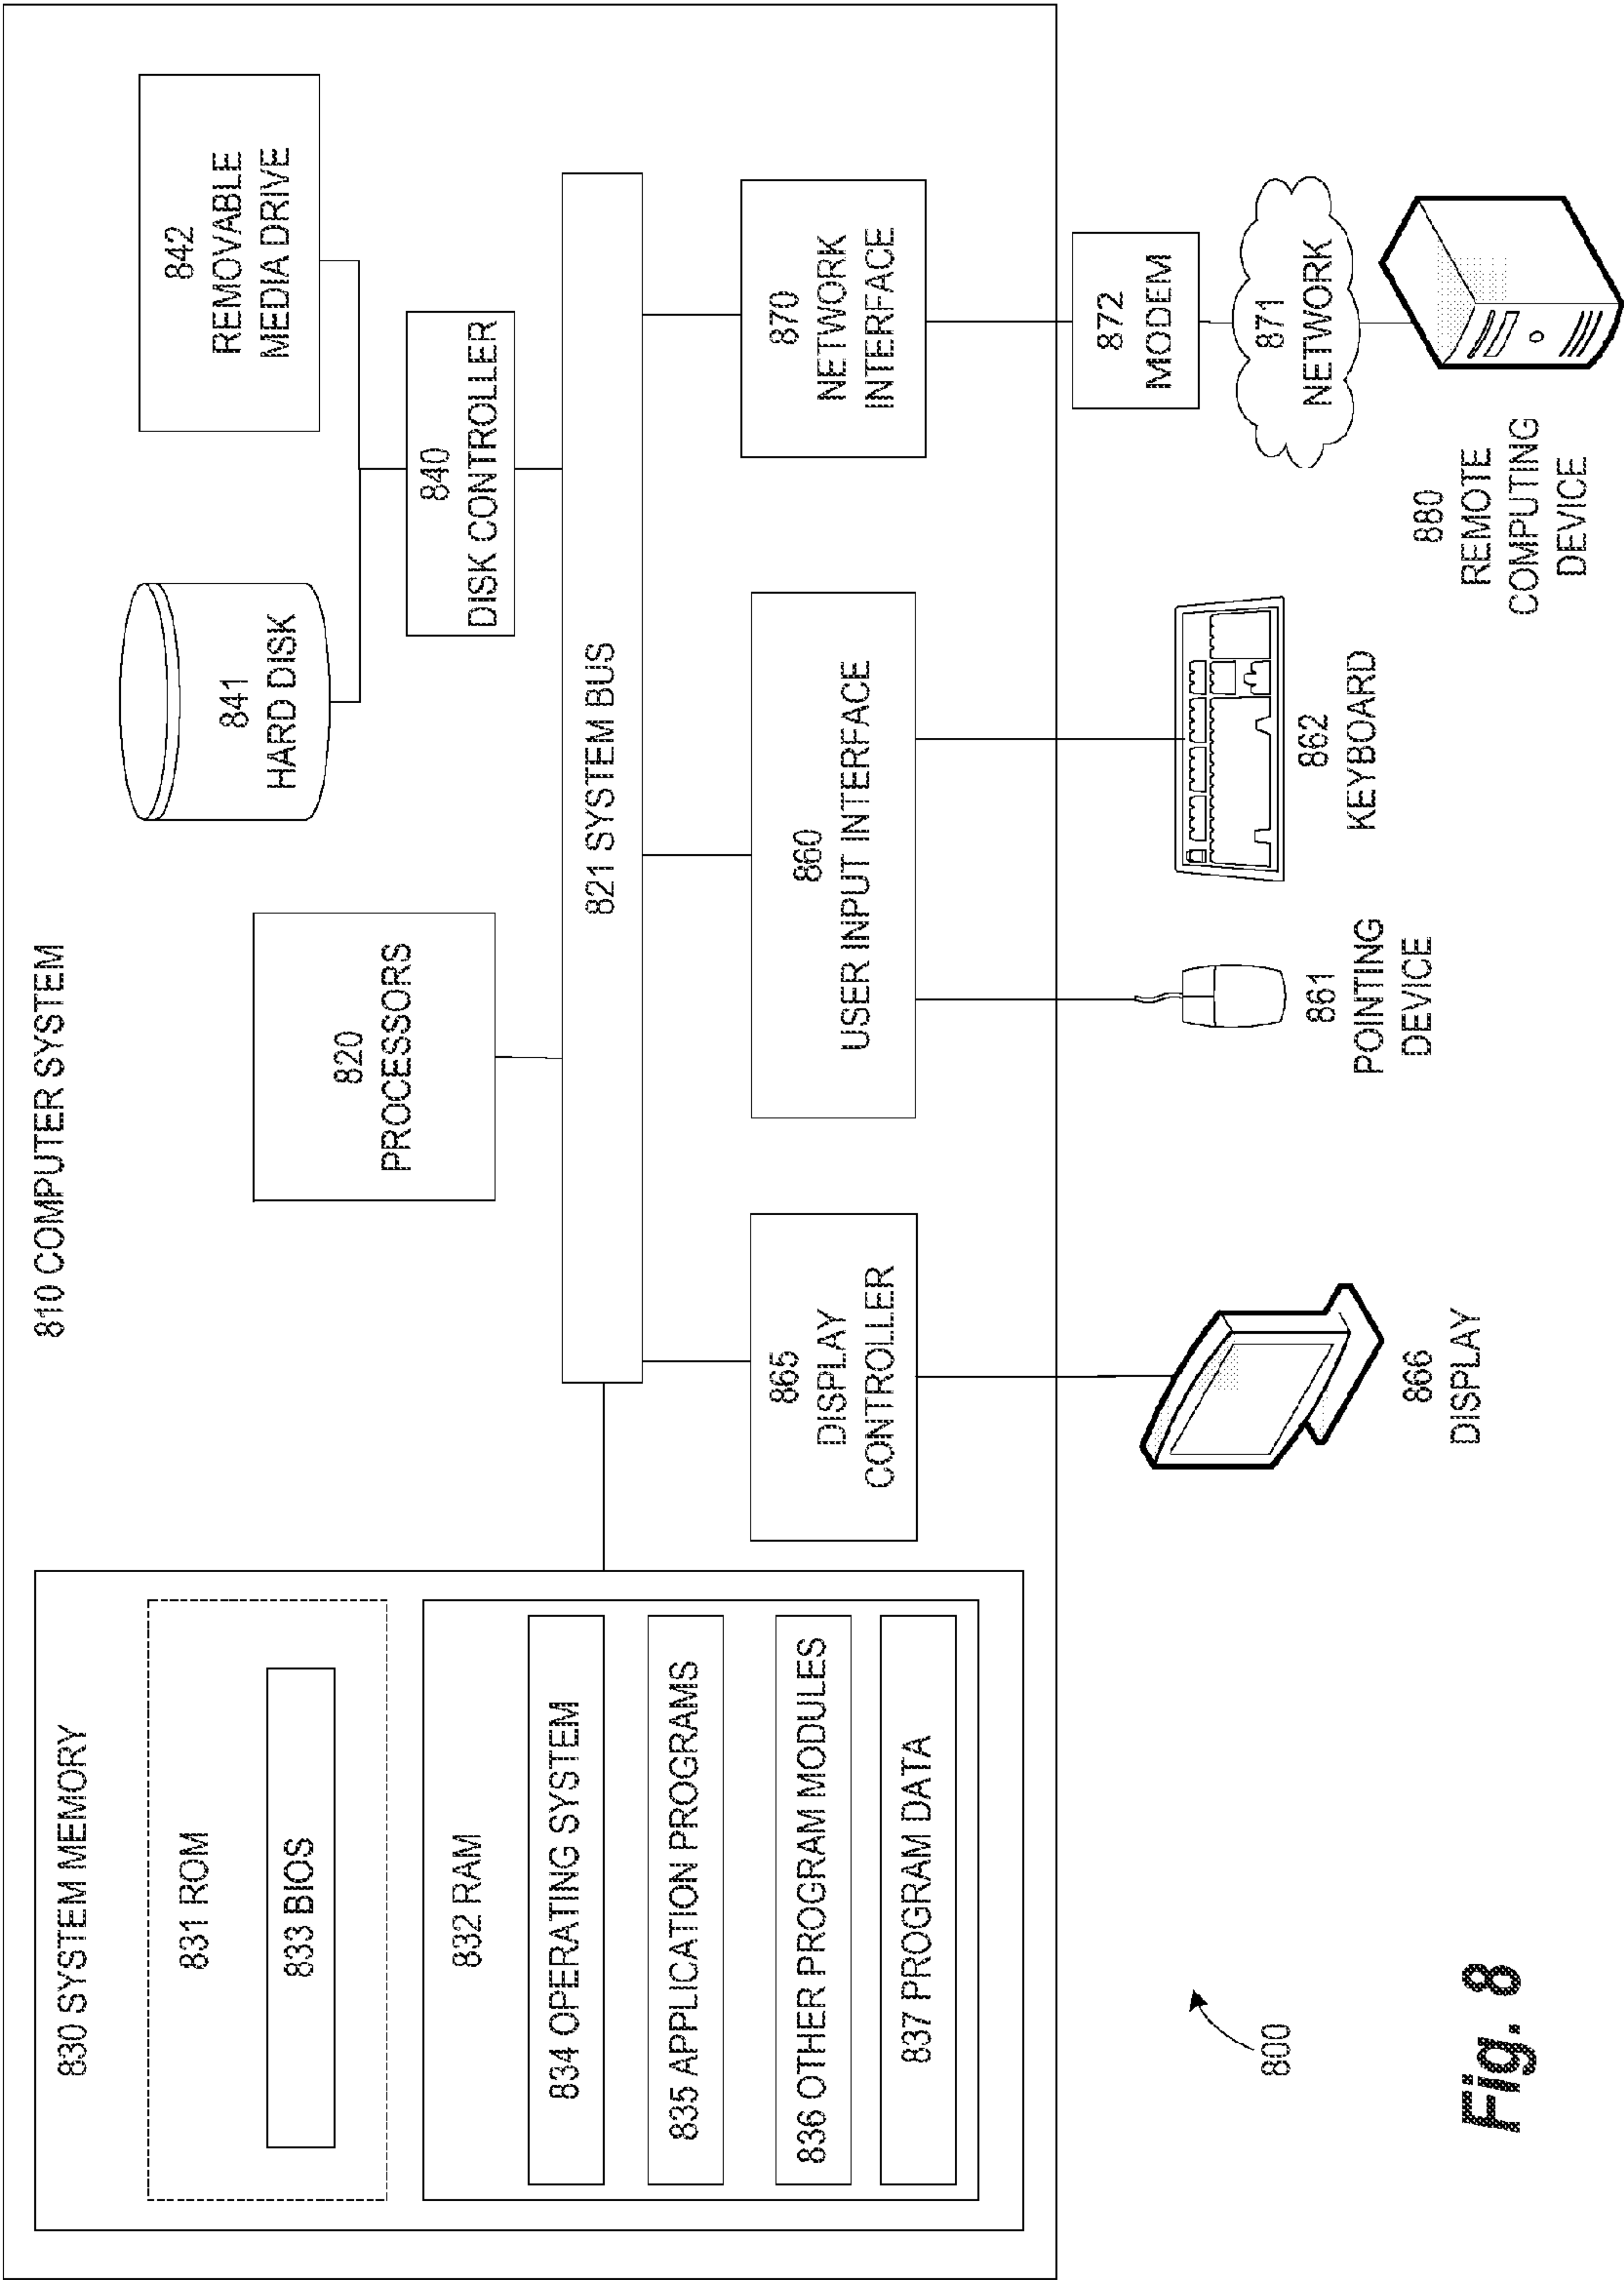 810 COMPUTER SYSTEM
830 SYSTEM MEMORY
831 ROM
833 BIOS
832 RAM
834 OPERATING SYSTEM
835 APPLICATION PROGRAMS
836 OTHER PROGRAM MODULES
837 PROGRAM DATA
820
PROCESSORS
841
HARD DISK
842
REMOVABLE
MEDIA DRIVE
840
DISK CONTROLLER
821 SYSTEM BUS
865
DISPLAY
CONTROLLER
860
USER INPUT INTERFACE
870
NETWORK
INTERFACE
872
MODEM
871
NETWORK
866
DISPLAY
861
POINTING
DEVICE
862
KEYBOARD
880
REMOTE
COMPUTING
DEVICE
800
Fig. 8